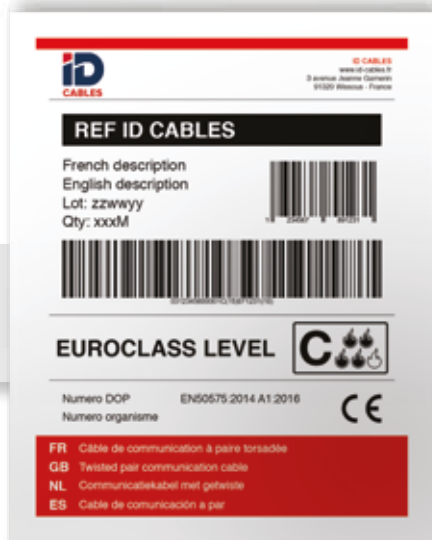 iD
CABLES
ID CABLES
www.id-cables.fr
3 avenue Jeanne Garnerin
91320 Wissous - France
REF ID CABLES
French description
English description
Lot: zzwwyy
Qty: xxxM
EUROCLASS LEVEL C
Numero DOP EN50575:2014 A1:2016
Numero organisme
CE
FR Câble de communication à paire torsadée
GB Twisted pair communication cable
NL Communicatiekabel met getwiste
ES Cable de comunicación a par